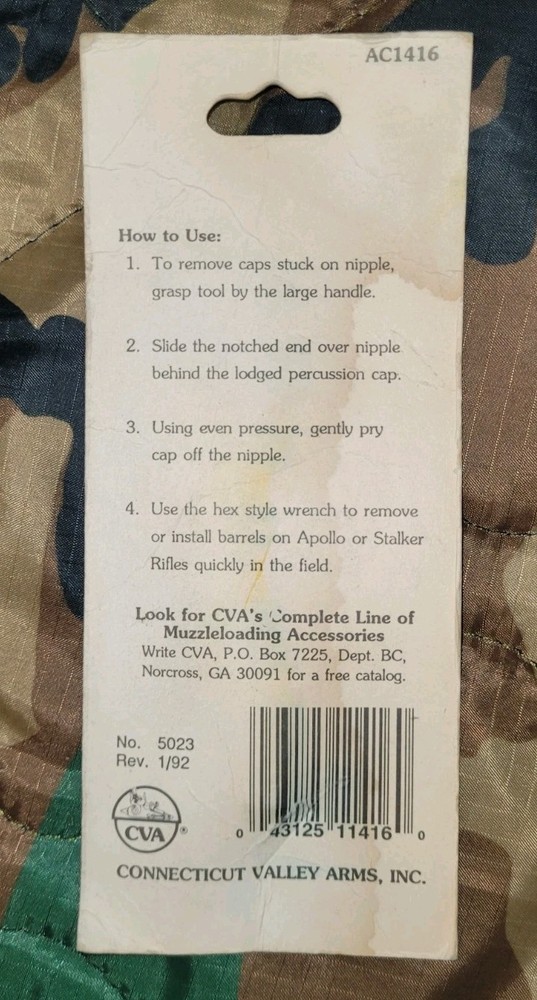 AC1416
How to Use:
1. To remove caps stuck on nipple,
grasp tool by the large handle.
2. Slide the notched end over nipple
behind the lodged percussion cap.
3. Using even pressure, gently pry
cap off the nipple.
4. Use the hex style wrench to remove
or install barrels on Apollo or Stalker
Rifles quickly in the field.
Look for CVA's Complete Line of
Muzzleloading Accessories
Write CVA, P.O. Box 7225, Dept. BC,
Norcross, GA 30091 for a free catalog.
No. 5023
Rev. 1/92
CVA®
0 43125 11416 0
CONNECTICUT VALLEY ARMS, INC.